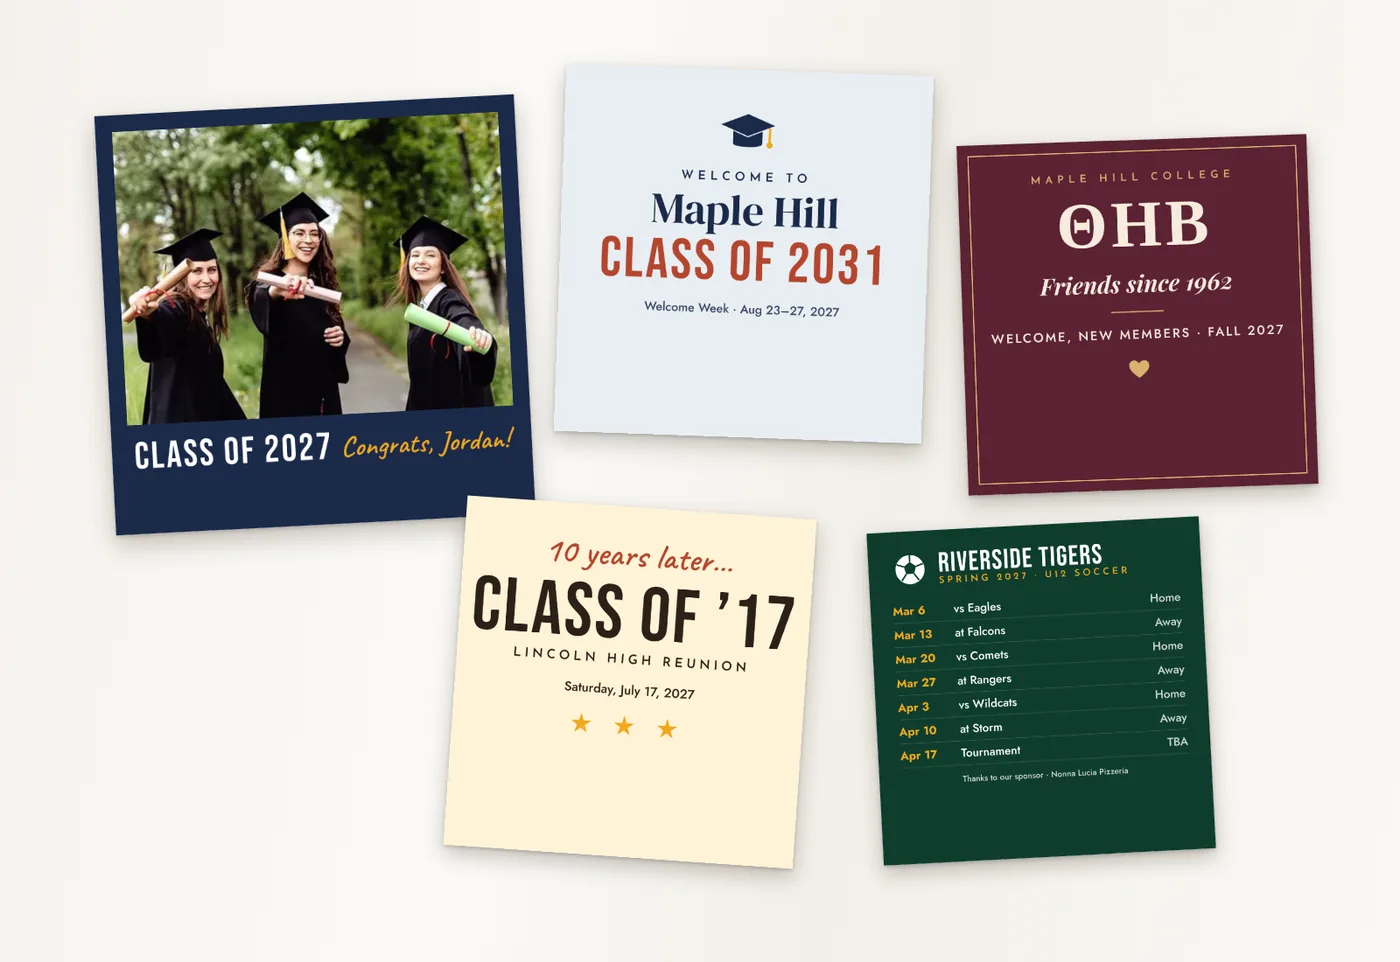 CLASS OF 2027 Congrats, Jordan!
WELCOME TO
Maple Hill
CLASS OF 2031
Welcome Week · Aug 23–27, 2027
MAPLE HILL COLLEGE
ΘΗΒ
Friends since 1962
WELCOME, NEW MEMBERS · FALL 2027
10 years later...
CLASS OF ’17
LINCOLN HIGH REUNION
Saturday, July 17, 2027
RIVERSIDE TIGERS
SPRING 2027 · U12 SOCCER
Mar 6 vs Eagles Home
Mar 13 at Falcons Away
Mar 20 vs Comets Home
Mar 27 at Rangers Away
Apr 3 vs Wildcats Home
Apr 10 at Storm Away
Apr 17 Tournament TBA
Thanks to our sponsor · Nonna Lucia Pizzeria